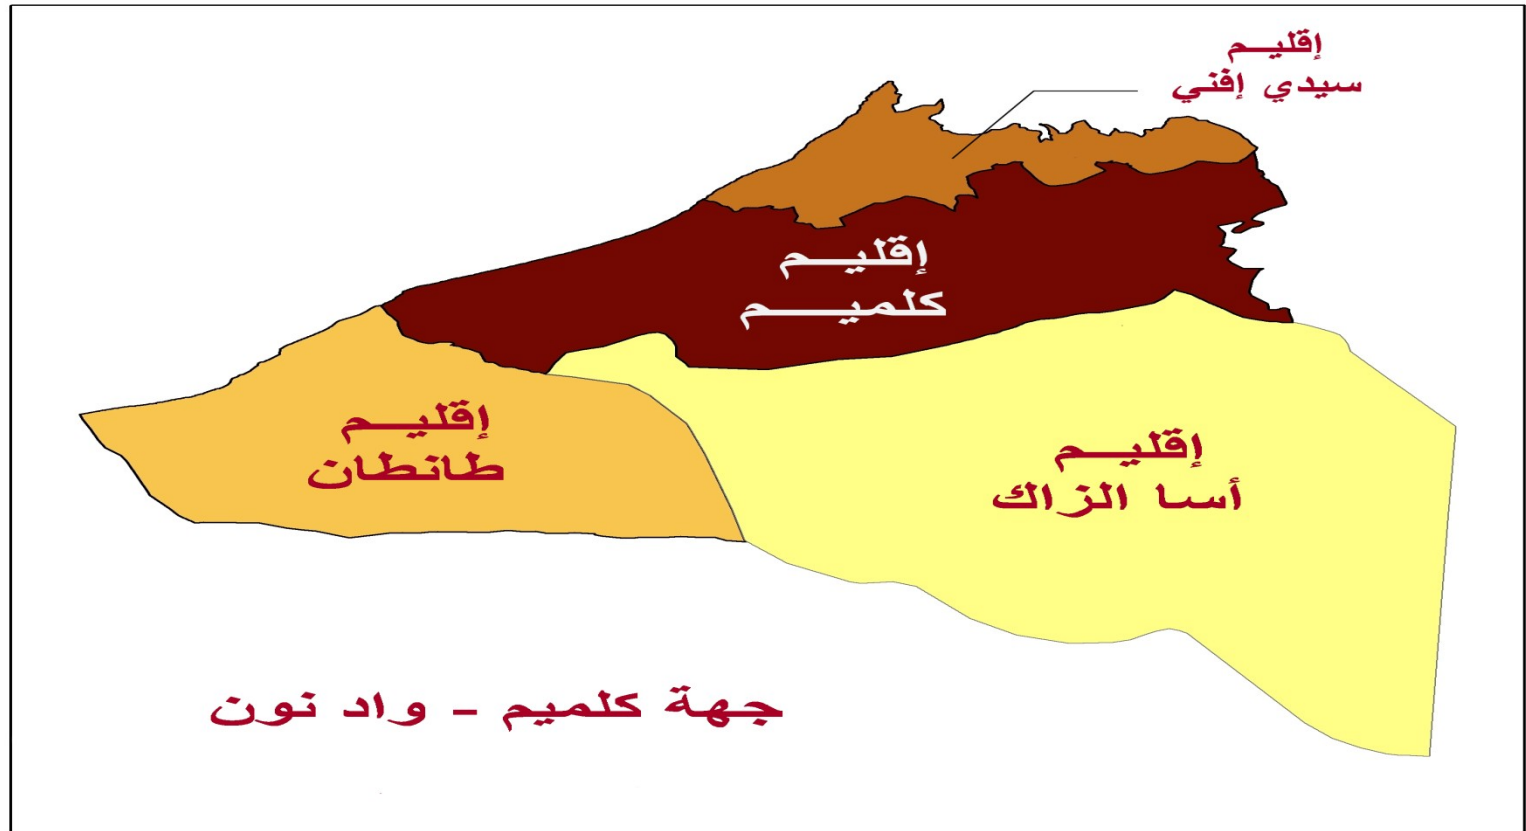 إقليم
سيدي إفني
إقليم
كلميم
إقليم
طانطان
إقليم
أسا الزاك
جهة كلميم - واد نون